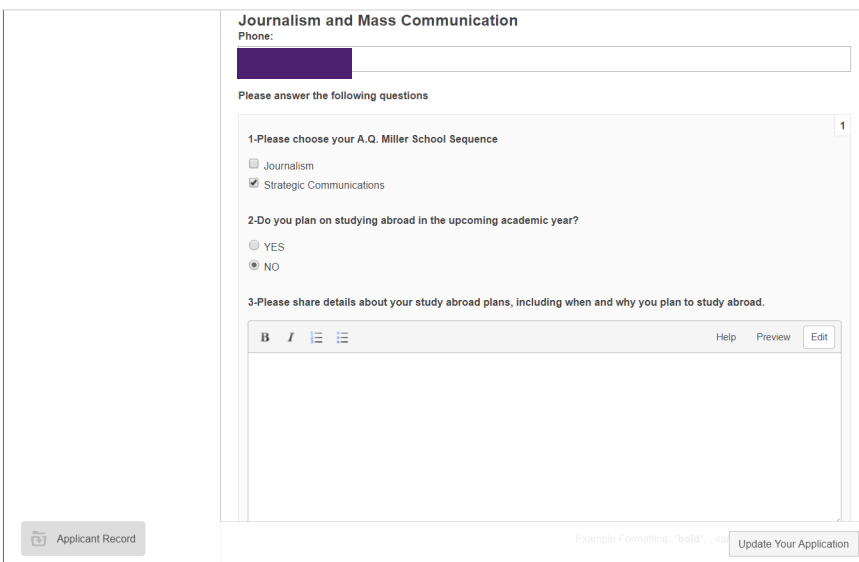 Journalism and Mass Communication
Phone:
Please answer the following questions
1
1-Please choose your A.Q. Miller School Sequence
Journalism
Strategic Communications
2-Do you plan on studying abroad in the upcoming academic year?
YES
NO
3-Please share details about your study abroad plans, including when and why you plan to study abroad.
B I Help Preview Edit
Applicant Record
Example Formatting: *bold*,
Update Your Application